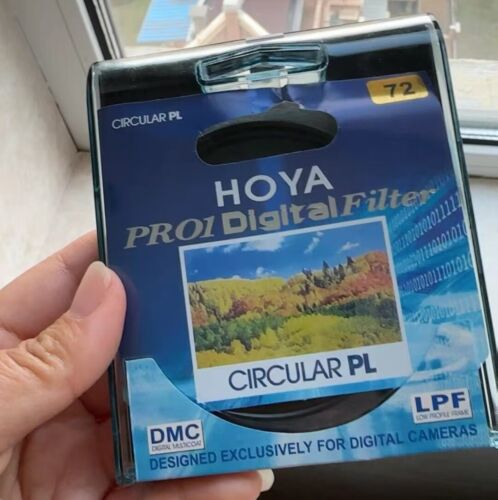 CIRCULAR PL
72
HOYA
PRO1 Digital Filter
CIRCULAR PL
DMC
DIGITAL MULTICOAT
LPF
LOW PROFILE FRAME
DESIGNED EXCLUSIVELY FOR DIGITAL CAMERAS